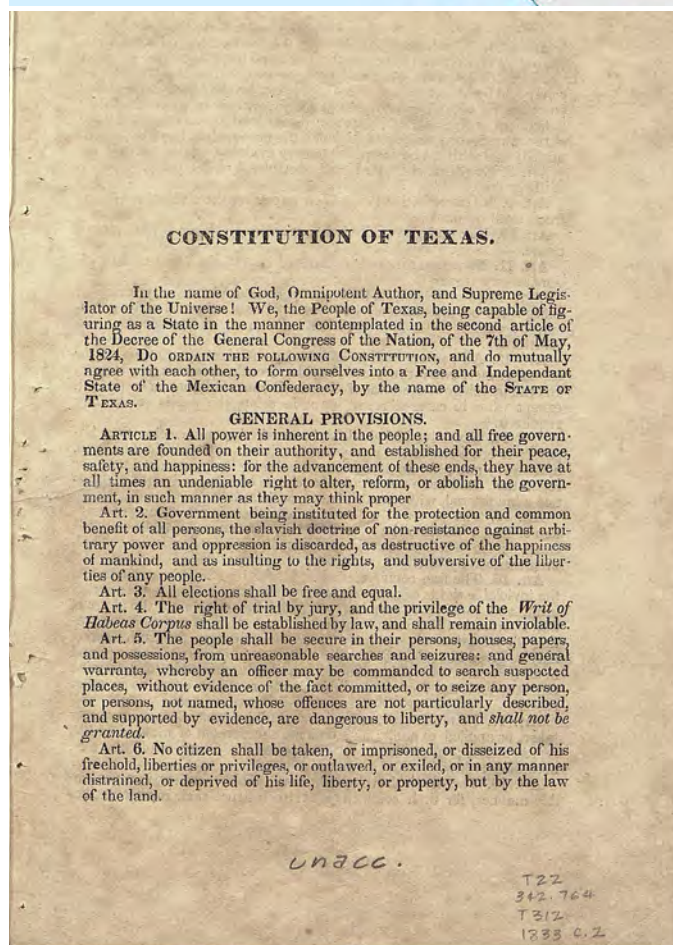 CONSTITUTION OF TEXAS.
In the name of God, Omnipotent Author, and Supreme Legis-
lator of the Universe! We, the People of Texas, being capable of fig-
uring as a State in the manner contemplated in the second article of
the Decree of the General Congress of the Nation, of the 7th of May,
1824, DO ORDAIN THE FOLLOWING CONSTITUTION, and do mutually
agree with each other, to form ourselves into a Free and Independant
State of the Mexican Confederacy, by the name of the STATE OF
TEXAS.
GENERAL PROVISIONS.
ARTICLE 1. All power is inherent in the people; and all free govern-
ments are founded on their authority, and established for their peace,
safety, and happiness: for the advancement of these ends, they have at
all times an undeniable right to alter, reform, or abolish the govern-
ment, in such manner as they may think proper
Art. 2. Government being instituted for the protection and common
benefit of all persons, the slavish doctrine of non-resistance against arbi-
trary power and oppression is discarded, as destructive of the happiness
of mankind, and as insulting to the rights, and subversive of the liber-
ties of any people.
Art. 3. All elections shall be free and equal.
Art. 4. The right of trial by jury, and the privilege of the Writ of
Habeas Corpus shall be established by law, and shall remain inviolable.
Art. 5. The people shall be secure in their persons, houses, papers,
and possessions, from unreasonable searches and seizures: and general
warrants, whereby an officer may be commanded to search suspected
places, without evidence of the fact committed, or to seize any person,
or persons, not named, whose offences are not particularly described,
and supported by evidence, are dangerous to liberty, and shall not be
granted.
Art. 6. No citizen shall be taken, or imprisoned, or disseized of his
freehold, liberties or privileges, or outlawed, or exiled, or in any manner
distrained, or deprived of his life, liberty, or property, but by the law
of the land.
unacc.
T22
342.764
T312
1833 c.2